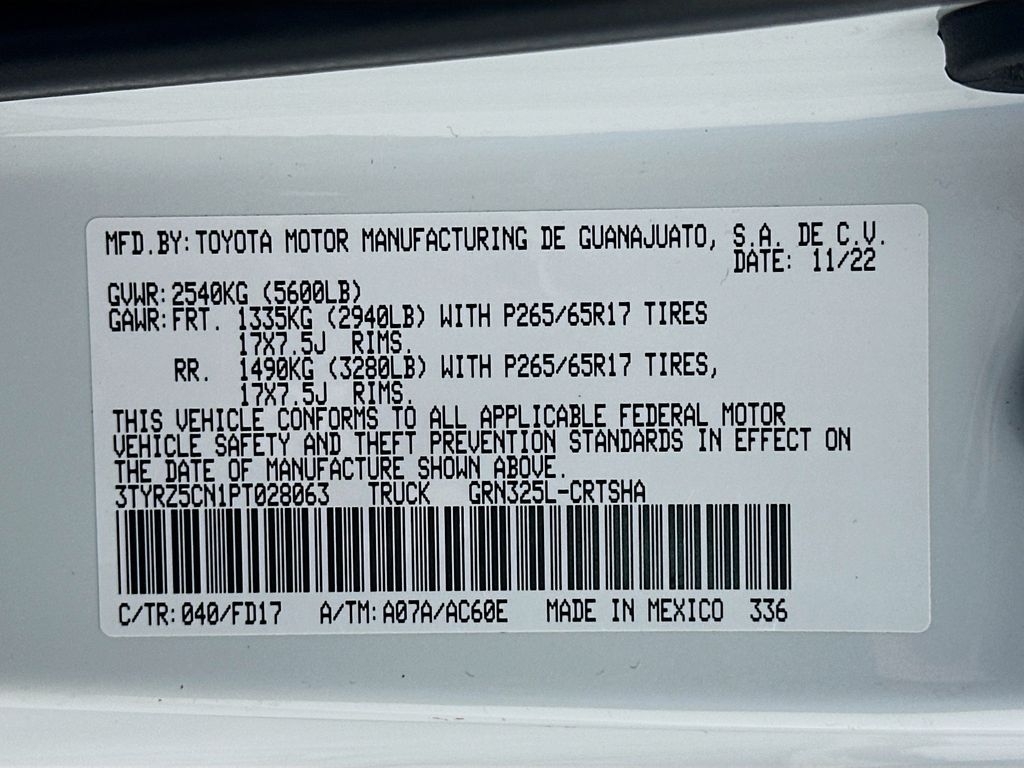 MFD.BY:TOYOTA MOTOR MANUFACTURING DE GUANAJUATO, S.A. DE C.V.
DATE: 11/22
GVWR:2540KG (5600LB)
GAWR:FRT. 1335KG (2940LB) WITH P265/65R17 TIRES
17X7.5J RIMS.
RR. 1490KG (3280LB) WITH P265/65R17 TIRES,
17X7.5J RIMS.
THIS VEHICLE CONFORMS TO ALL APPLICABLE FEDERAL MOTOR
VEHICLE SAFETY AND THEFT PREVENTION STANDARDS IN EFFECT ON
THE DATE OF MANUFACTURE SHOWN ABOVE.
3TYRZ5CN1PT028063 TRUCK GRN325L-CRTSHA
C/TR:040/FD17 A/TM:A07A/AC60E MADE IN MEXICO 336